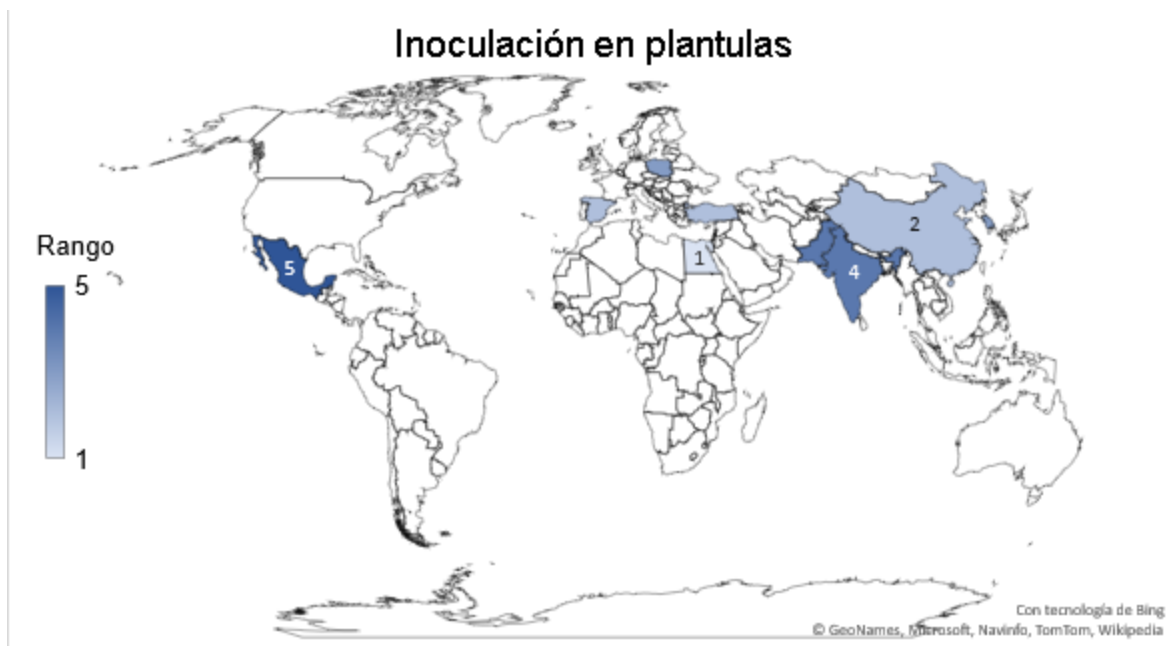 Inoculación en plantulas
Rango
5
1
5
1
4
2
Con tecnología de Bing
© GeoNames, Microsoft, Navinfo, TomTom, Wikipedia